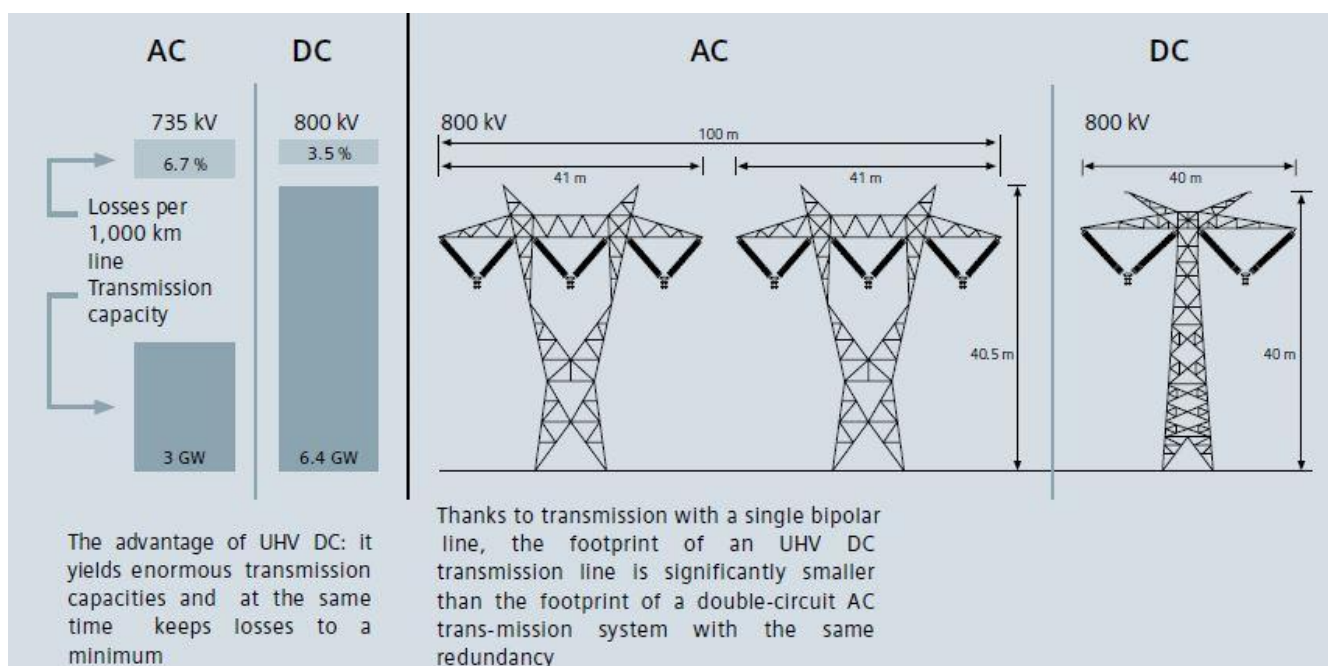 AC
DC
735 kV
800 kV
6.7 %
3.5 %
Losses per
1,000 km
line
Transmission
capacity
3 GW
6.4 GW
The advantage of UHV DC: it
yields enormous transmission
capacities and at the same
time keeps losses to a
minimum
AC
DC
800 kV
100 m
41 m
41 m
40.5 m
800 kV
40 m
40 m
Thanks to transmission with a single bipolar
line, the footprint of an UHV DC
transmission line is significantly smaller
than the footprint of a double-circuit AC
trans-mission system with the same
redundancy